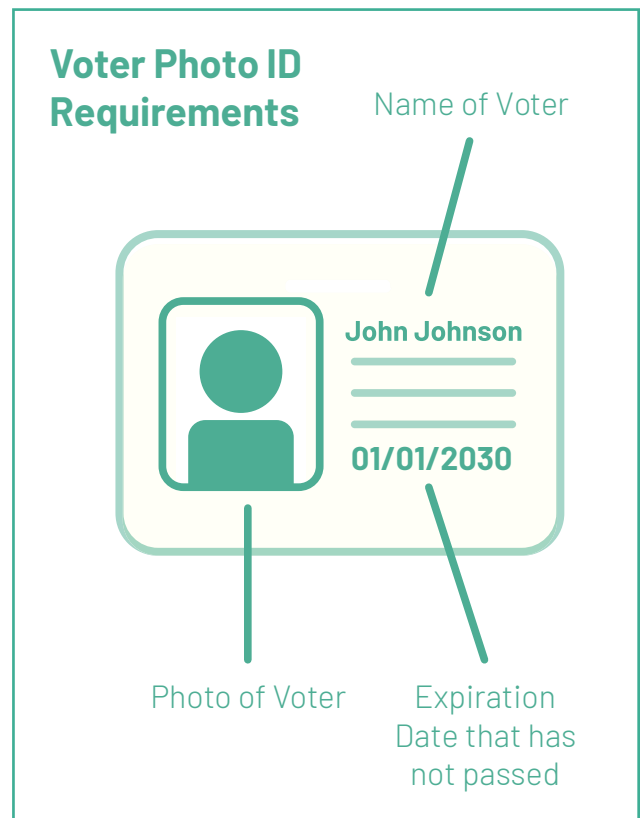 Voter Photo ID
Requirements
Name of Voter
John Johnson
01/01/2030
Photo of Voter
Expiration
Date that has
not passed